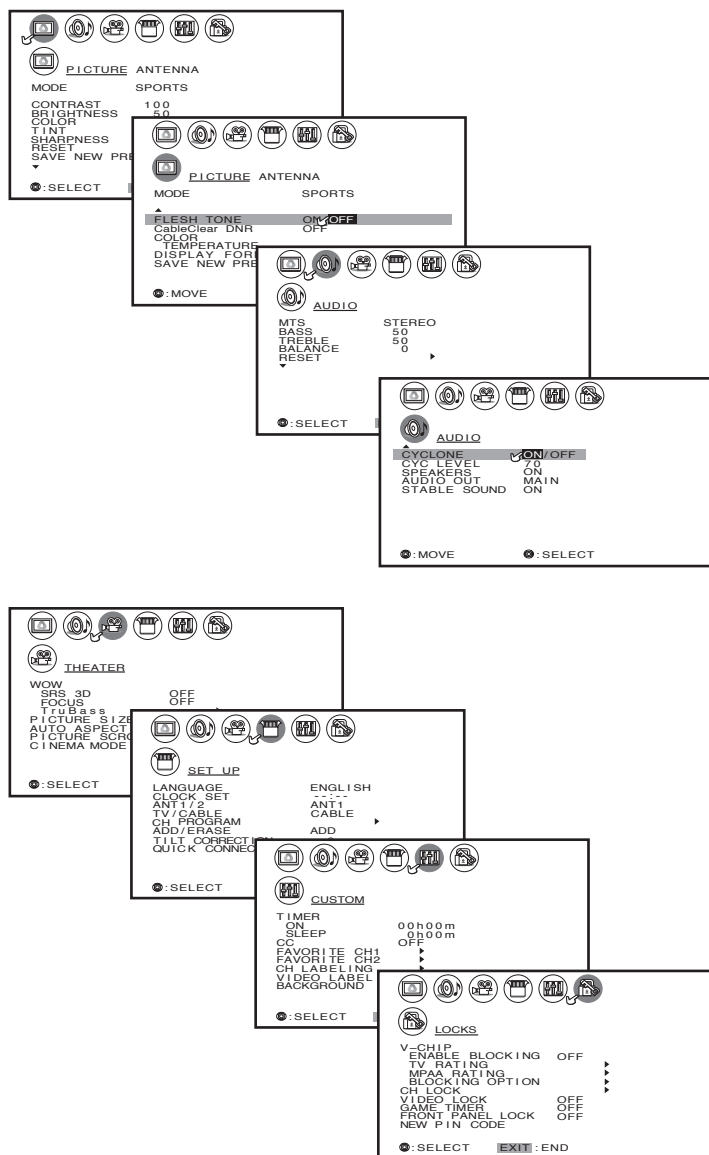 PICTURE ANTENNA
MODE SPORTS
CONTRAST 100
BRIGHTNESS 50
COLOR
TINT
SHARPNESS
RESET
SAVE NEW PRE
:SELECT
PICTURE ANTENNA
MODE SPORTS
FLESH TONE ON/OFF
CableClear DNR OFF
COLOR
TEMPERATURE
DISPLAY FOR
SAVE NEW PRE
:MOVE
AUDIO
MTS STEREO
BASS 50
TREBLE 50
BALANCE 0
RESET
:SELECT
AUDIO
CYCLONE ON/OFF
CYC LEVEL 70
SPEAKERS ON
AUDIO OUT MAIN
STABLE SOUND ON
:MOVE :SELECT
THEATER
WOW
SRS 3D OFF
FOCUS OFF
TruBass
PICTURE SIZE
AUTO ASPECT
PICTURE SCRO
CINEMA MODE
:SELECT
SET UP
LANGUAGE ENGLISH
CLOCK SET --:--
ANT1/2 ANT1
TV/CABLE CABLE
CH PROGRAM
ADD/ERASE ADD
TILT CORRECTION
QUICK CONNEC
:SELECT
CUSTOM
TIMER
ON 00h00m
SLEEP 0h00m
CC OFF
FAVORITE CH1
FAVORITE CH2
CH LABELING
VIDEO LABEL
BACKGROUND
:SELECT
LOCKS
V-CHIP
ENABLE BLOCKING OFF
TV RATING
MPAA RATING
BLOCKING OPTION
CH LOCK
VIDEO LOCK OFF
GAME TIMER OFF
FRONT PANEL LOCK OFF
NEW PIN CODE
:SELECT EXIT :END